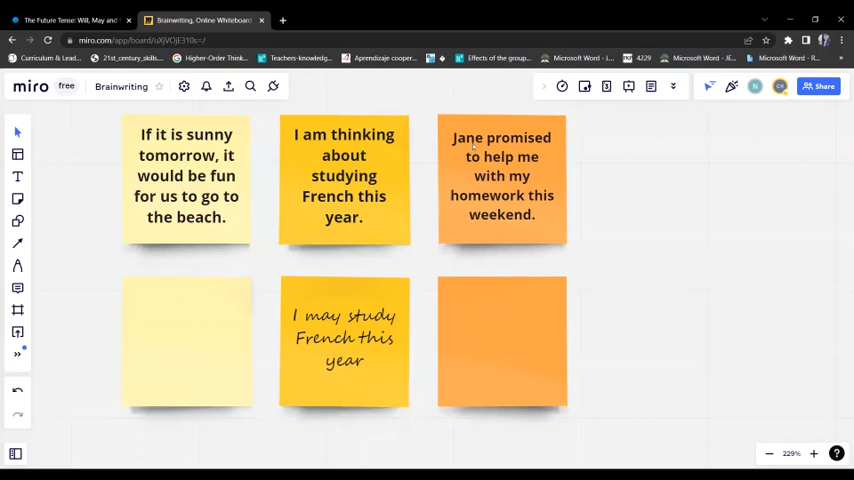 The Future Tense: Will, May and
Brainwriting, Online Whiteboard
miro.com/app/board/uXjVOjE310s=/
Curriculum & Lead...
21st_century_skills...
Higher-Order Think...
Teachers-knowledg...
Aprendizaje cooper...
Effects of the group...
Microsoft Word - L...
4229
Microsoft Word - JE...
Microsoft Word - R...
miro
free
Brainwriting
3
N
Share
If it is sunny
tomorrow, it
would be fun
for us to go to
the beach.
I am thinking
about
studying
French this
year.
Jane promised
to help me
with my
homework this
weekend.
I may study
French this
year
229%